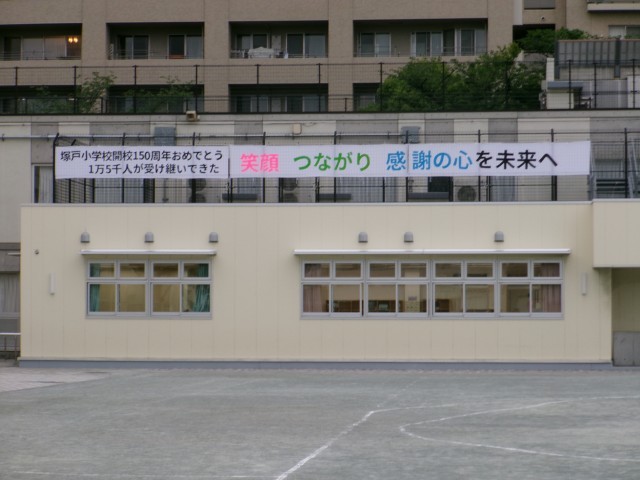 塚戸小学校開校150周年おめでとう
1万5千人が受け継いできた
笑顔 つながり 感謝の心を未来へ